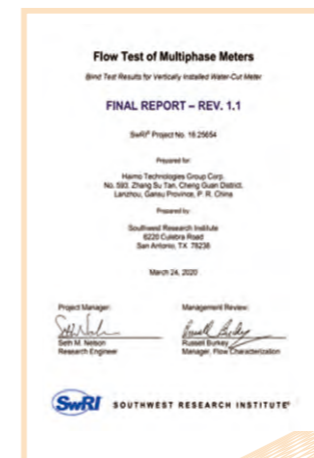 Flow Test of Multiphase Meters
Blind Test Results for Vertically Installed Water-Cut Meter
FINAL REPORT – REV. 1.1
SwRI® Project No. 18.25654
Prepared for:
Haimo Technologies Group Corp.
No. 593, Zhang Su Tan, Cheng Guan District,
Lanzhou, Gansu Province, P. R. China
Prepared by:
Southwest Research Institute
6220 Culebra Road
San Antonio, TX 78238
March 24, 2020
Project Manager:
Management Review:
Seth M. Nelson
Research Engineer
Russell Burkey
Manager, Flow Characterization
SwRI SOUTHWEST RESEARCH INSTITUTE®